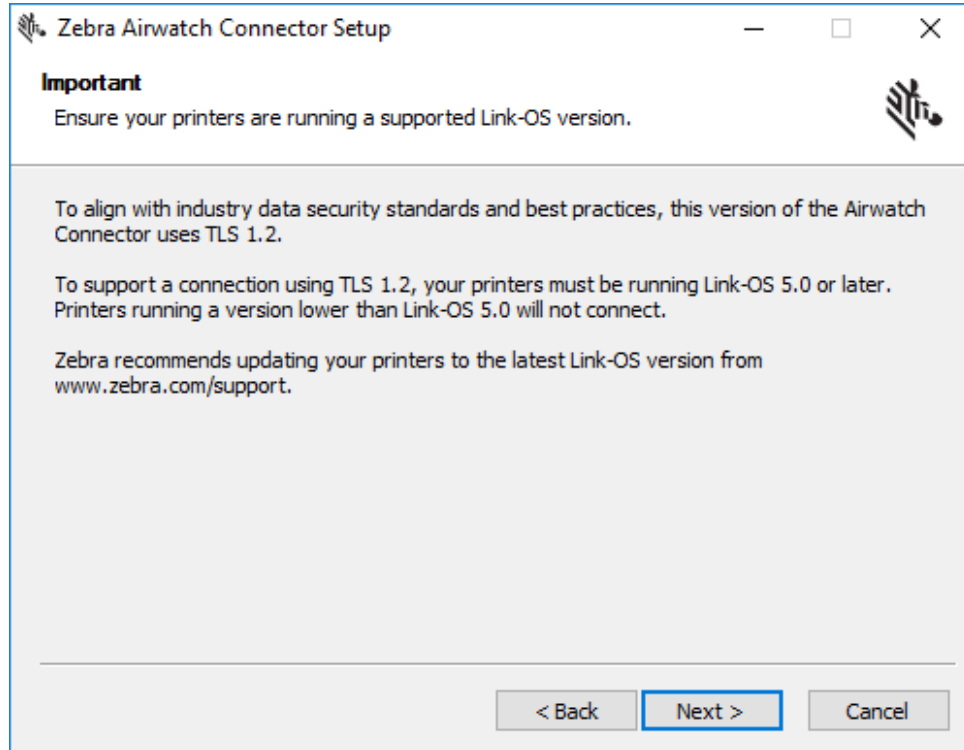 Zebra Airwatch Connector Setup
Important
Ensure your printers are running a supported Link-OS version.
To align with industry data security standards and best practices, this version of the Airwatch
Connector uses TLS 1.2.
To support a connection using TLS 1.2, your printers must be running Link-OS 5.0 or later.
Printers running a version lower than Link-OS 5.0 will not connect.
Zebra recommends updating your printers to the latest Link-OS version from
www.zebra.com/support.
< Back Next > Cancel